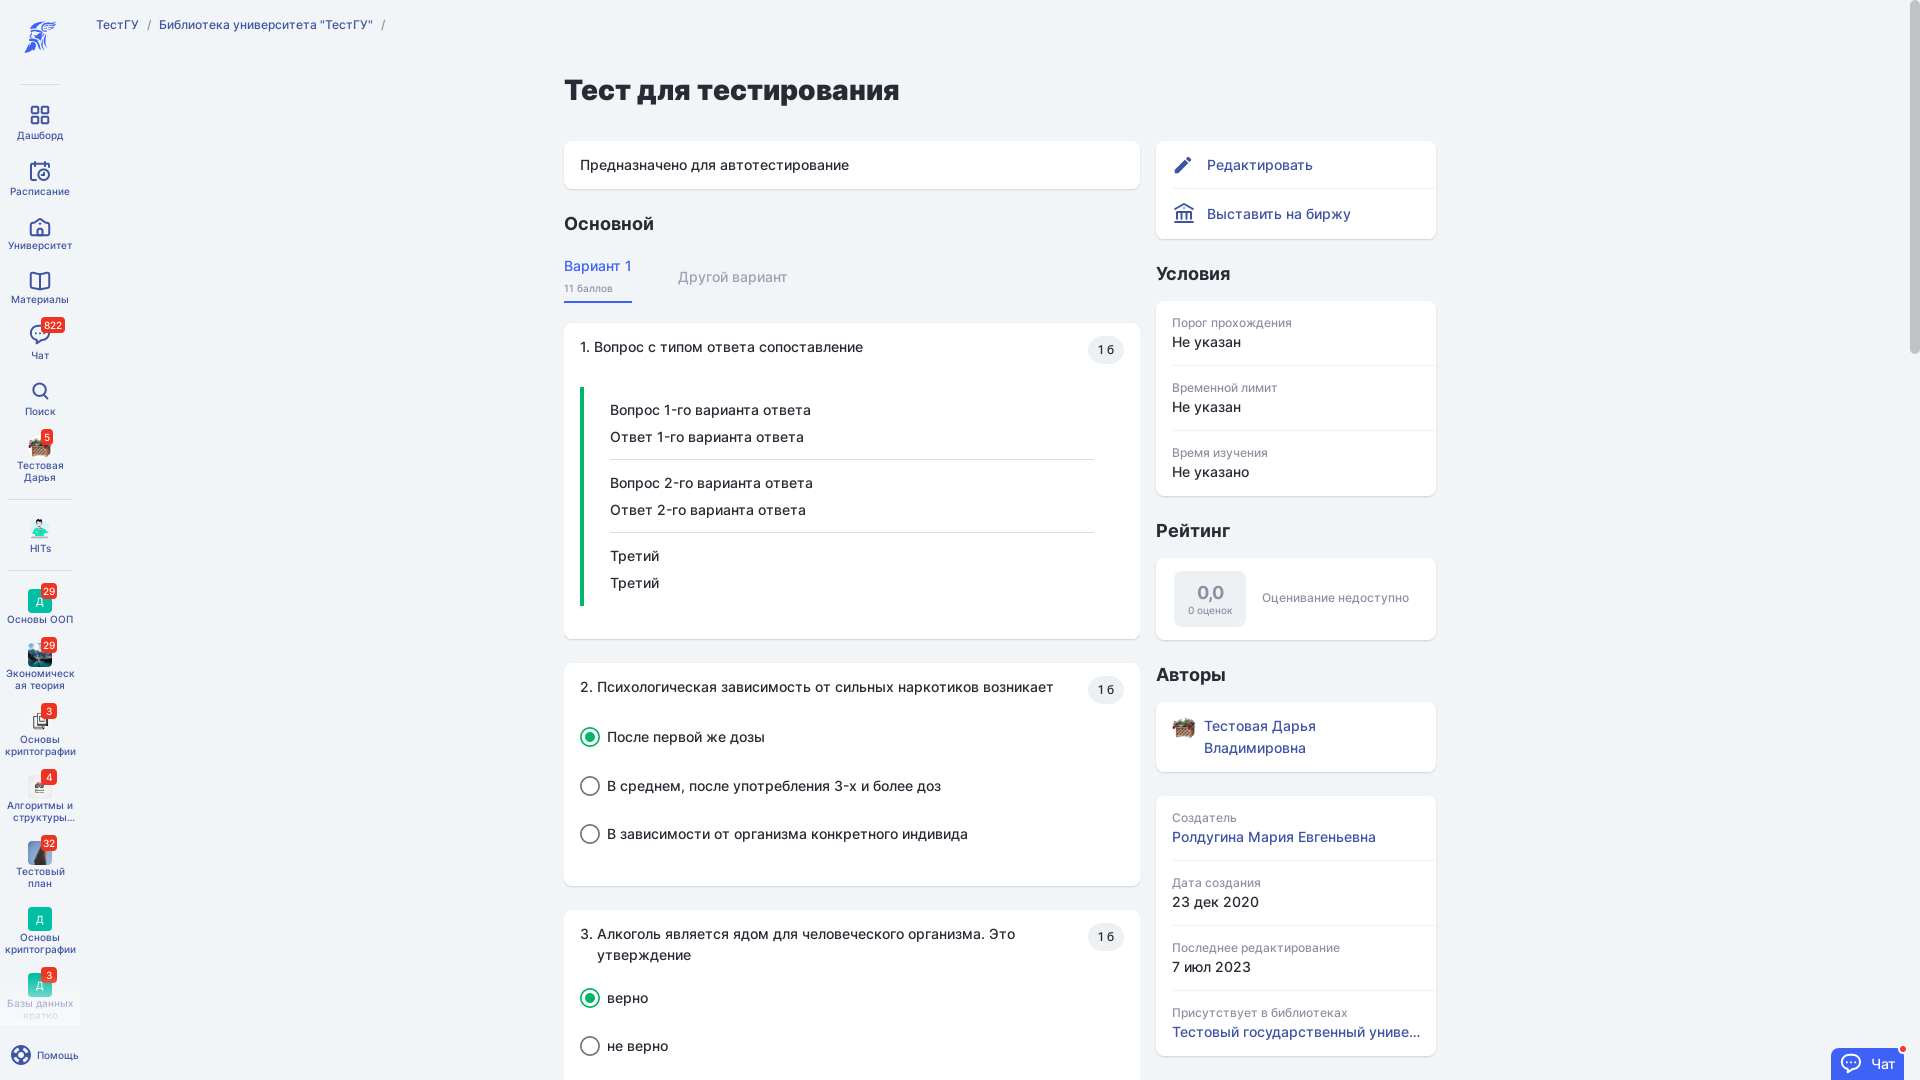 ТестГУ / Библиотека университета "ТестГУ" /
Дашборд
Расписание
Университет
Материалы
822
Чат
Поиск
5
Тестовая
Дарья
HITs
29
Д
Основы ООП
29
Экономическ
ая теория
3
Основы
криптографии
4
Алгоритмы и
структуры...
32
Тестовый
план
Д
Основы
криптографии
3
Д
Базы данных
кратко
Помощь
Тест для тестирования
Предназначено для автотестирование
Основной
Вариант 1
11 баллов
Другой вариант
1. Вопрос с типом ответа сопоставление
1 б
Вопрос 1-го варианта ответа
Ответ 1-го варианта ответа
Вопрос 2-го варианта ответа
Ответ 2-го варианта ответа
Третий
Третий
2. Психологическая зависимость от сильных наркотиков возникает
1 б
После первой же дозы
В среднем, после употребления 3-х и более доз
В зависимости от организма конкретного индивида
3. Алкоголь является ядом для человеческого организма. Это
утверждение
1 б
верно
не верно
Редактировать
Выставить на биржу
Условия
Порог прохождения
Не указан
Временной лимит
Не указан
Время изучения
Не указано
Рейтинг
0,0
0 оценок
Оценивание недоступно
Авторы
Тестовая Дарья
Владимировна
Создатель
Ролдугина Мария Евгеньевна
Дата создания
23 дек 2020
Последнее редактирование
7 июл 2023
Присутствует в библиотеках
Тестовый государственный униве...
Чат